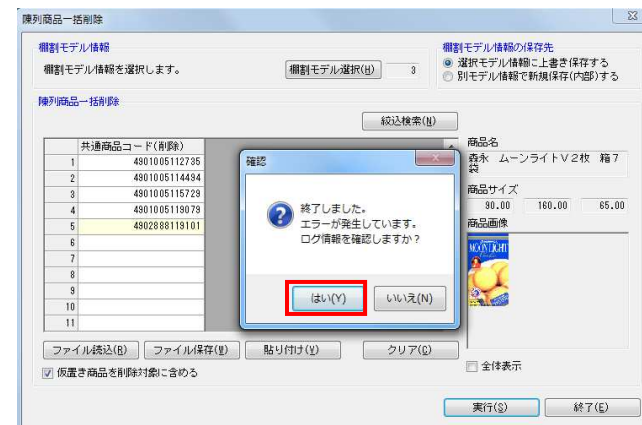 陳列商品一括削除
棚割モデル情報
棚割モデル情報を選択します。
棚割モデル選択(H)
3
棚割モデル情報の保存先
選択モデル情報に上書き保存する
別モデル情報で新規保存(内部)する
陳列商品一括削除
絞込検索(N)
共通商品コード(削除)
1 4901005112735
2 4901005114494
3 4901005115729
4 4901005119079
5 4902888119101
6
7
8
9
10
11
確認
終了しました。
エラーが発生しています。
ログ情報を確認しますか？
はい(Y)
いいえ(N)
商品名
森永 ムーンライトＶ２枚 箱７
袋
商品サイズ
90.00 160.00 65.00
商品画像
MOONLIGHT
全体表示
ファイル読込(R)
ファイル保存(W)
貼り付け(V)
クリア(C)
仮置き商品を削除対象に含める
実行(S)
終了(E)